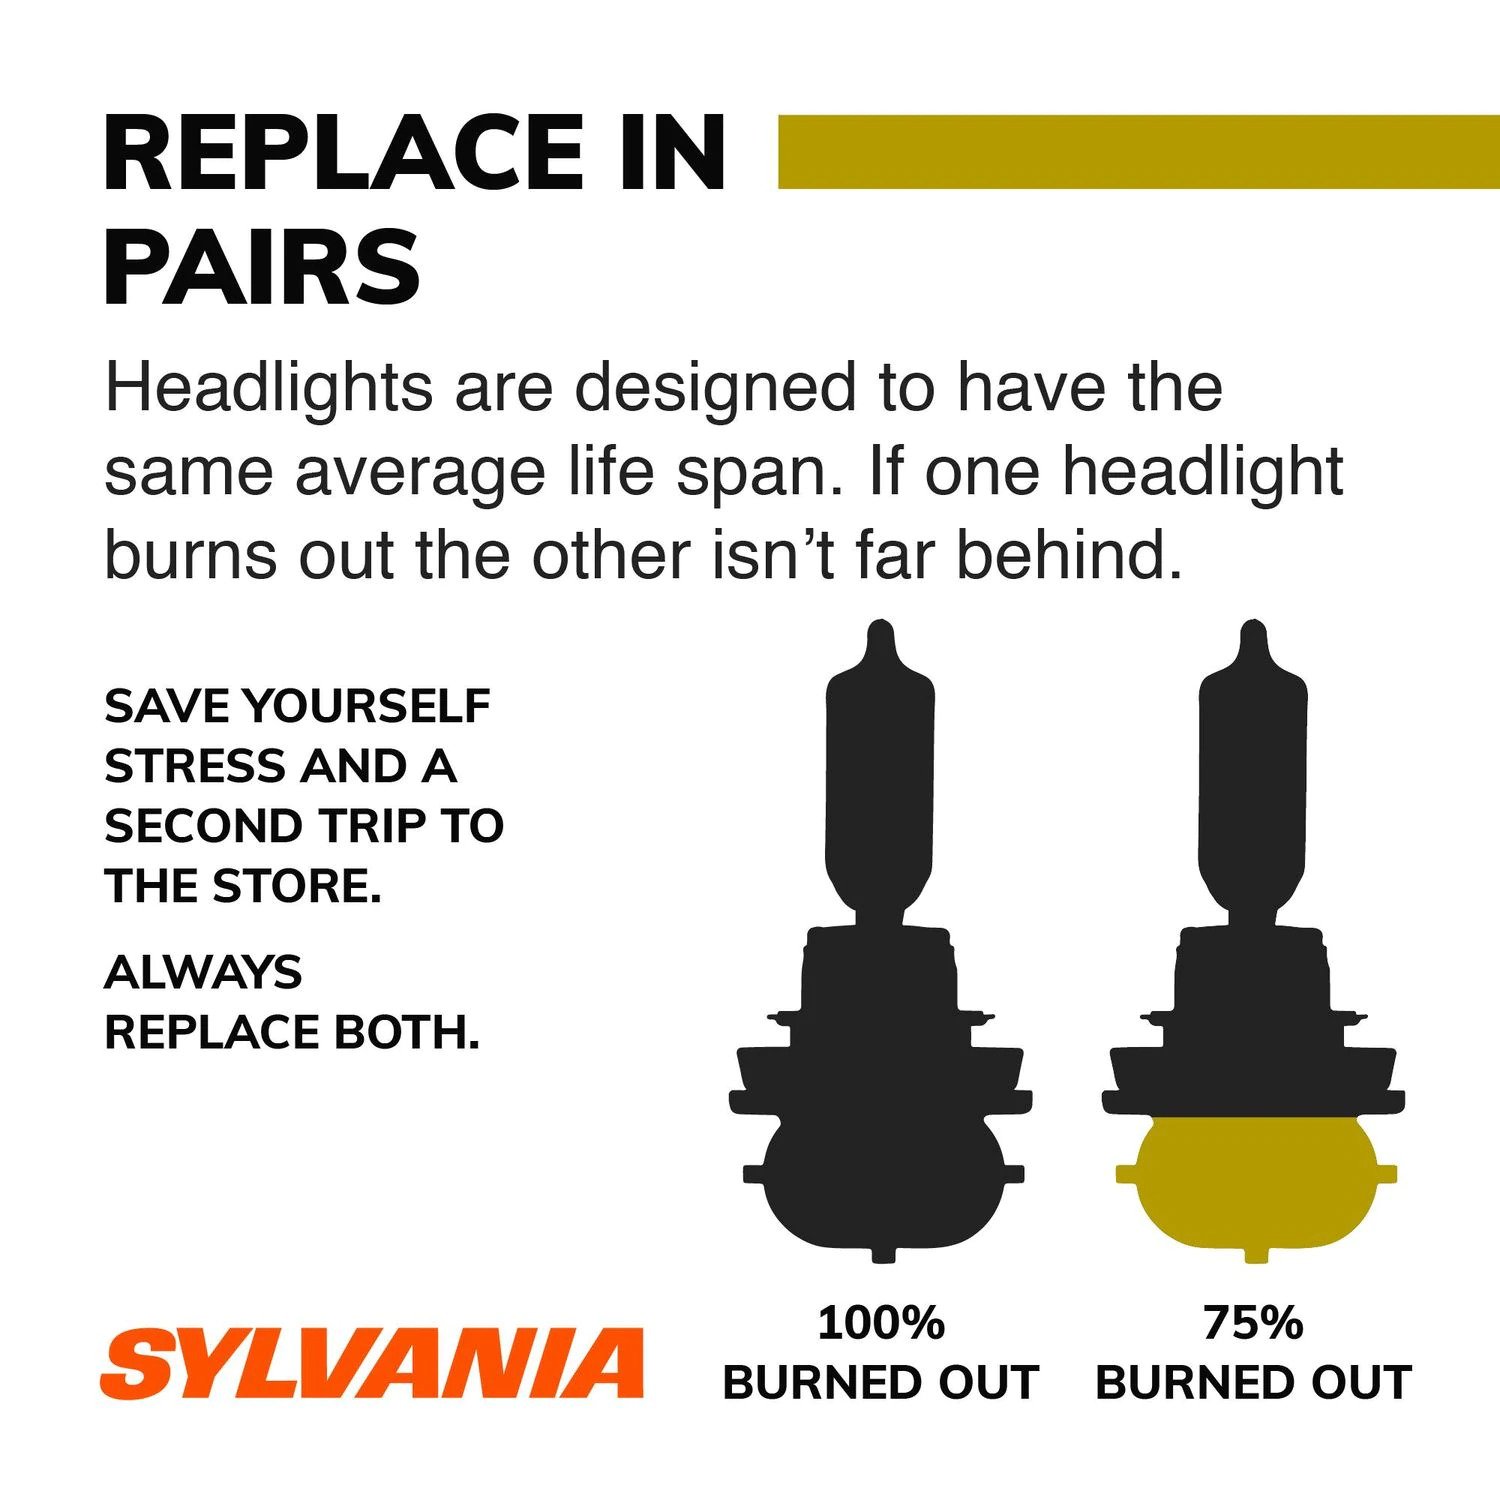 REPLACE IN
PAIRS
Headlights are designed to have the
same average life span. If one headlight
burns out the other isn’t far behind.
SAVE YOURSELF
STRESS AND A
SECOND TRIP TO
THE STORE.
ALWAYS
REPLACE BOTH.
100%
BURNED OUT
75%
BURNED OUT
SYLVANIA